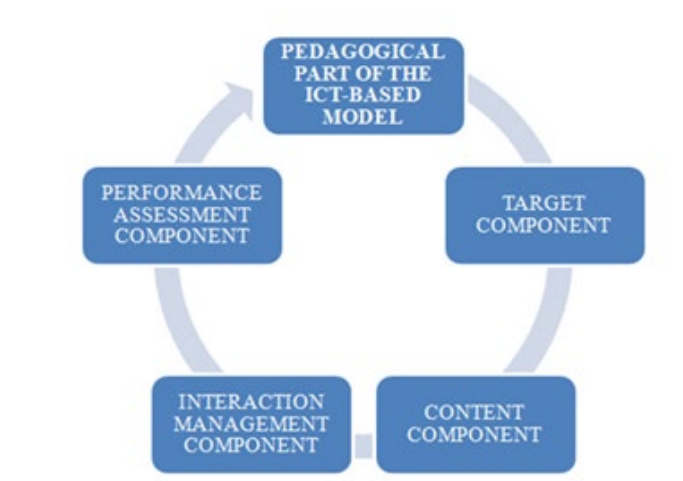 PEDAGOGICAL
PART OF THE
ICT-BASED
MODEL
TARGET
COMPONENT
CONTENT
COMPONENT
INTERACTION
MANAGEMENT
COMPONENT
PERFORMANCE
ASSESSMENT
COMPONENT